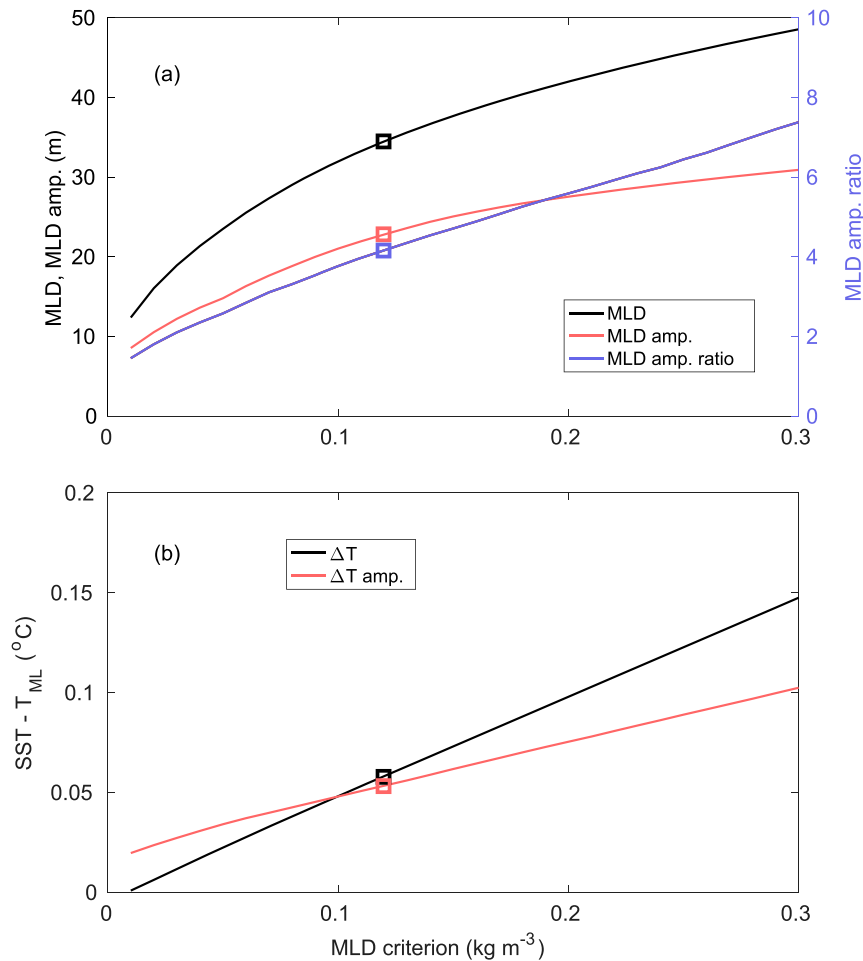 (a)
MLD, MLD amp. (m)
50
40
30
20
10
0
10
8
6
4
2
0
MLD amp. ratio
MLD
MLD amp.
MLD amp. ratio
0
0.1
0.2
0.3
(b)
SST - T_ML (°C)
0.2
0.15
0.1
0.05
0
ΔT
ΔT amp.
0
0.1
0.2
0.3
MLD criterion (kg m⁻³)